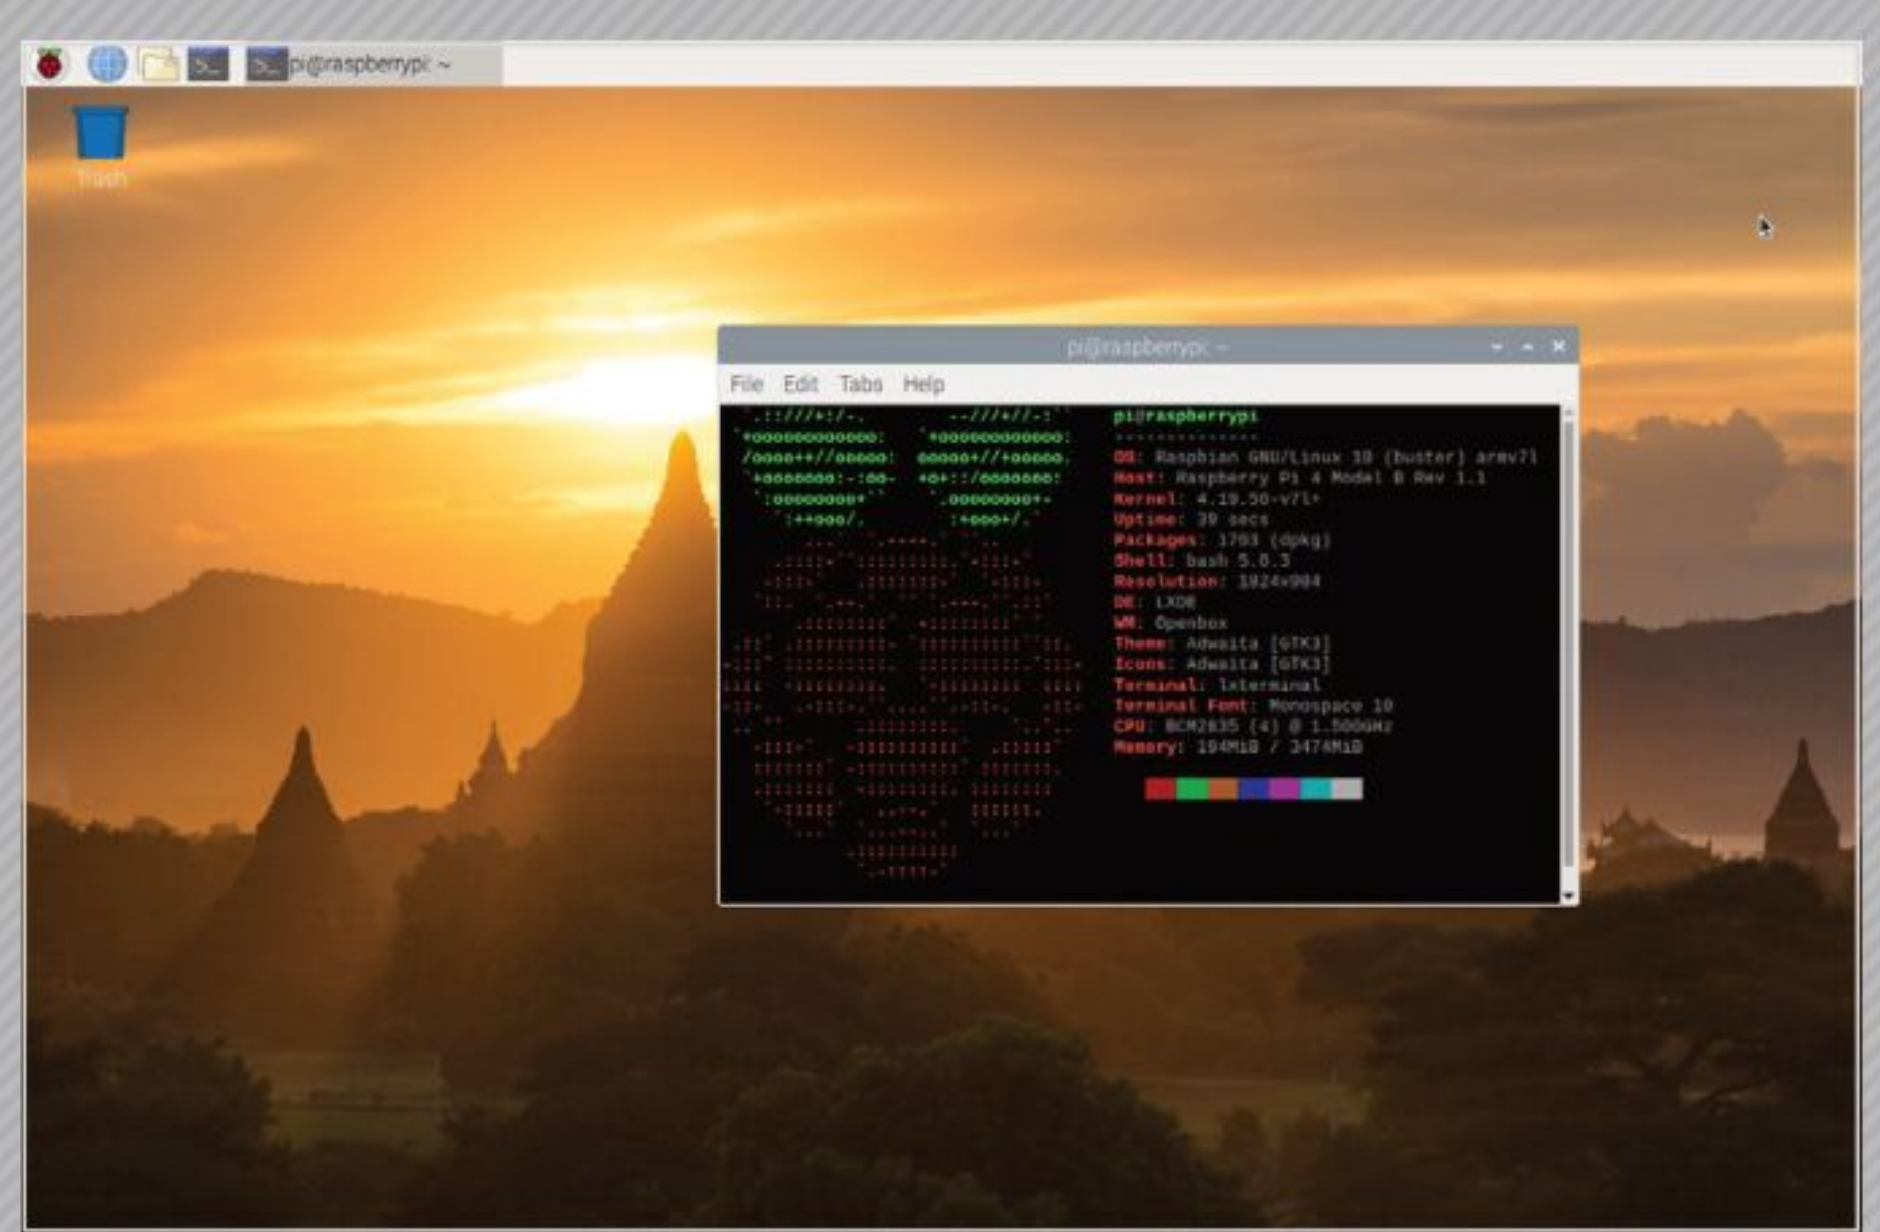 pi@raspberrypi: ~
Trash
pi@raspberrypi: ~
File Edit Tabs Help
pi@raspberrypi
--------------
OS: Raspbian GNU/Linux 10 (buster) armv7l
Host: Raspberry Pi 4 Model B Rev 1.1
Kernel: 4.19.50-v7l+
Uptime: 39 secs
Packages: 1703 (dpkg)
Shell: bash 5.0.3
Resolution:
DE: LXDE
WM: Openbox
Theme: Adwaita [GTK3]
Icons: Adwaita [GTK3]
Terminal: lxterminal
Terminal Font: Monospace 10
CPU: BCM2835 (4) @ 1.500GHz
Memory: 194MiB / 3474MiB